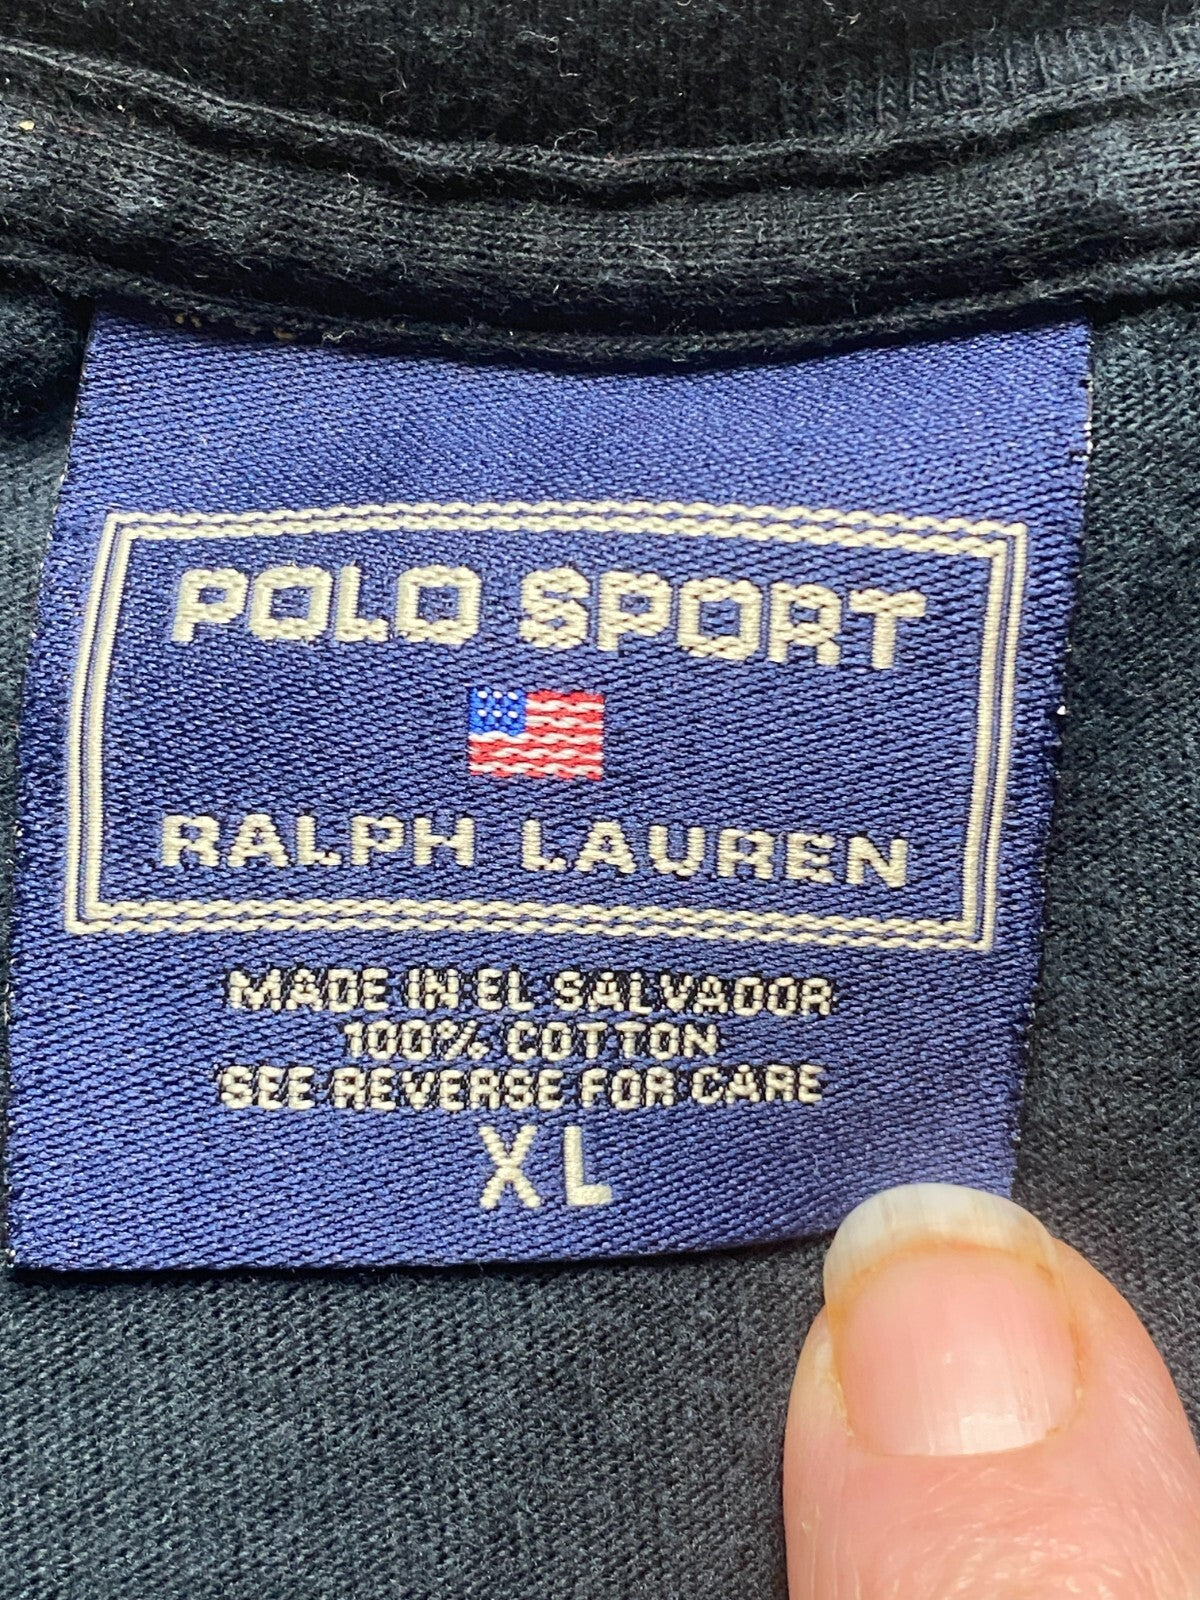 POLO SPORT
RALPH LAUREN
MADE IN EL SALVADOR
100% COTTON
SEE REVERSE FOR CARE
XL